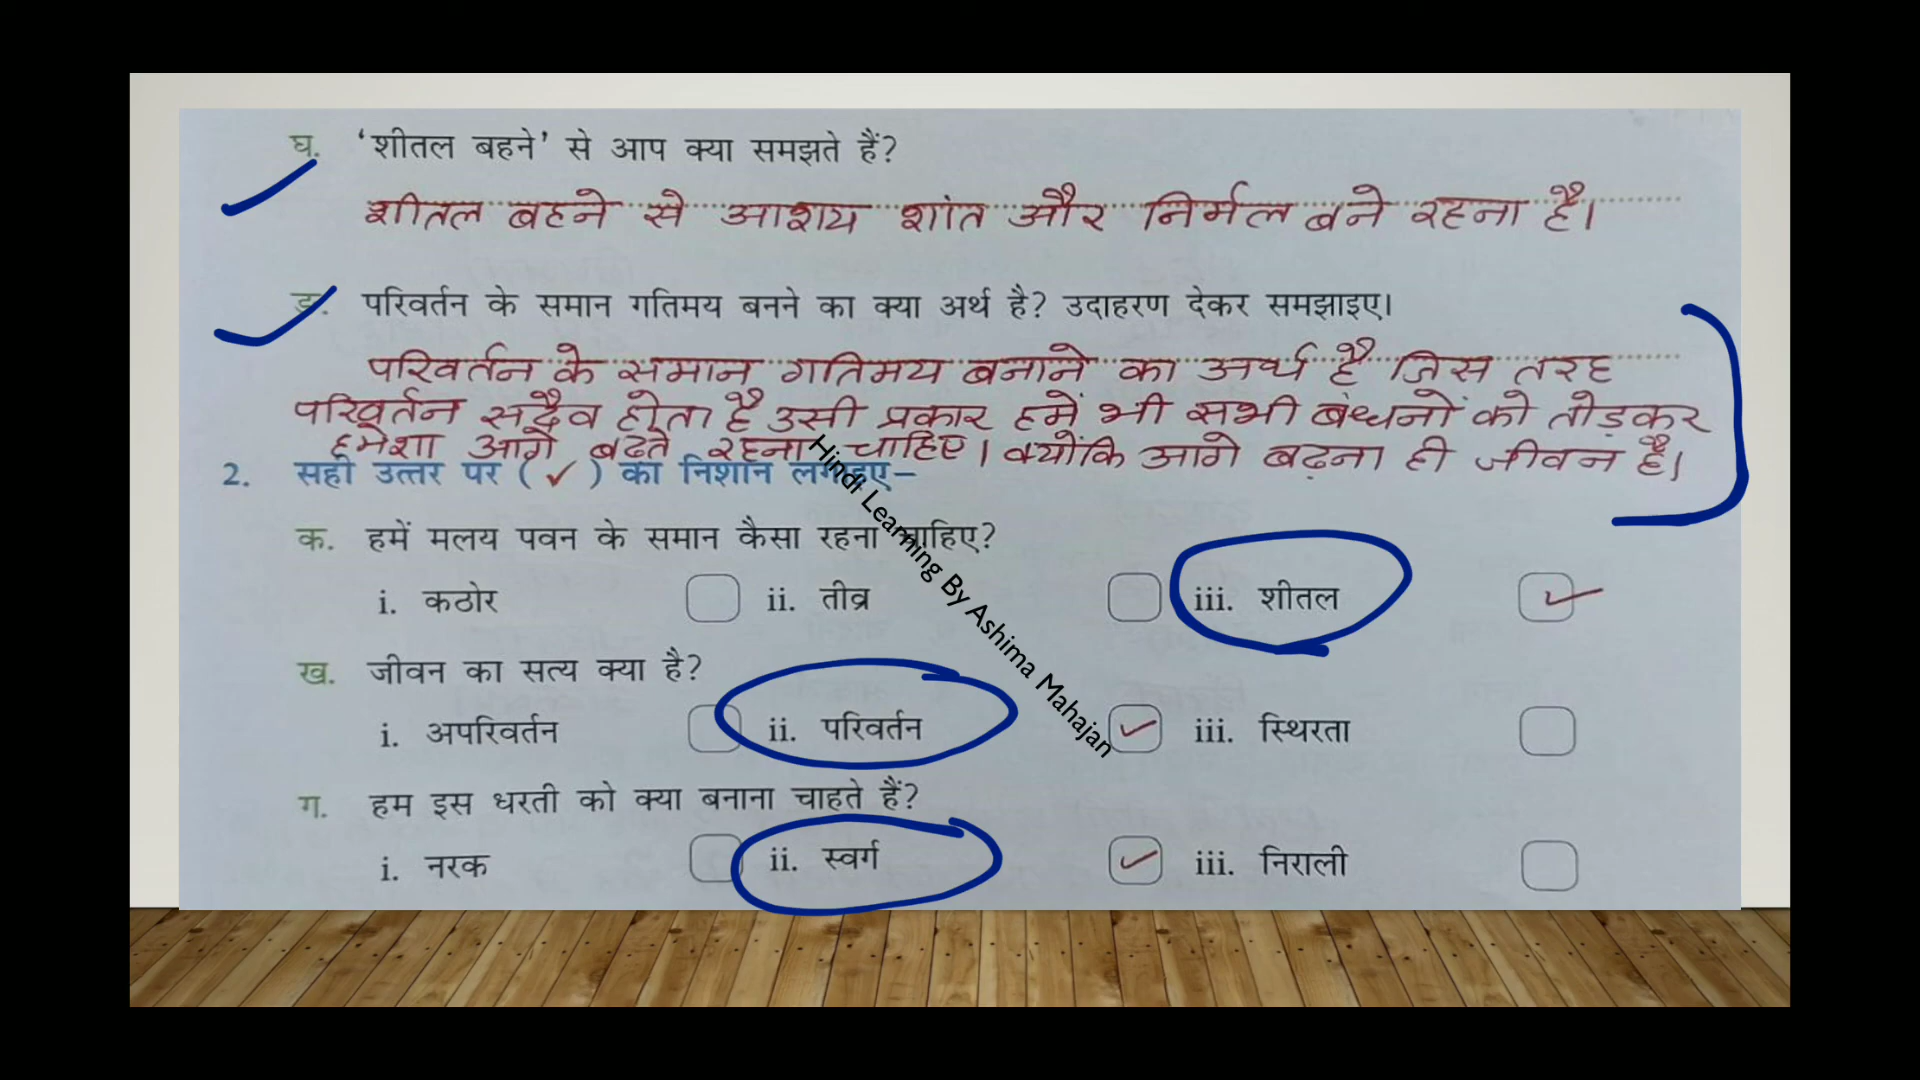 घ. 'शीतल बहने' से आप क्या समझते हैं?
शीतल बहने से आशय शांत और निर्मल बने रहना है।
ङ. परिवर्तन के समान गतिमय बनने का क्या अर्थ है? उदाहरण देकर समझाइए।
परिवर्तन के समान गतिमय बनाने का अर्थ है जिस तरह
परिवर्तन सदैव होता है उसी प्रकार हमें भी सभी बंधनों को तोड़कर
हमेशा आगे बढते रहना चाहिए। क्योंकि आगे बढ़ना ही जीवन है।
2. सही उत्तर पर (✓) का निशान लगाइए–
क. हमें मलय पवन के समान कैसा रहना चाहिए?
i. कठोर ii. तीव्र iii. शीतल ✓
ख. जीवन का सत्य क्या है?
i. अपरिवर्तन ii. परिवर्तन ✓ iii. स्थिरता
ग. हम इस धरती को क्या बनाना चाहते हैं?
i. नरक ii. स्वर्ग ✓ iii. निराली
Hindi Learning By Ashima Mahajan